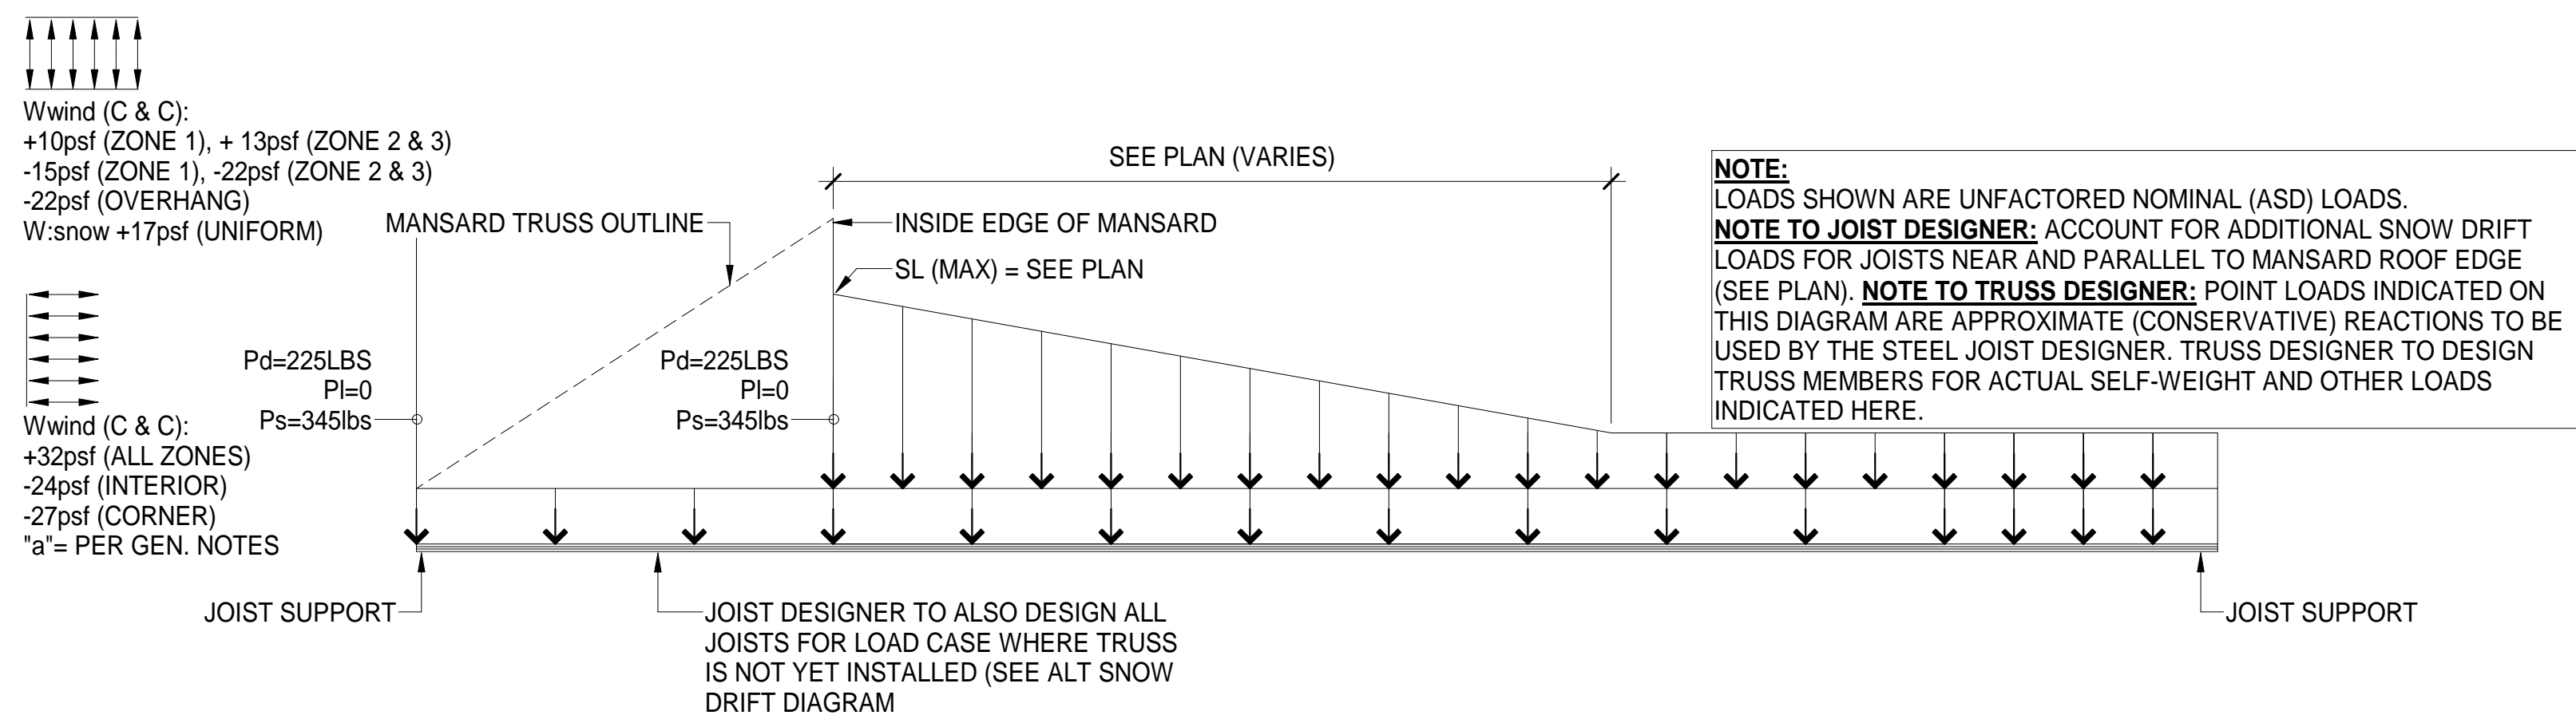 Wwind (C & C):
+10psf (ZONE 1), + 13psf (ZONE 2 & 3)
-15psf (ZONE 1), -22psf (ZONE 2 & 3)
-22psf (OVERHANG)
W:snow +17psf (UNIFORM)
MANSARD TRUSS OUTLINE
SEE PLAN (VARIES)
INSIDE EDGE OF MANSARD
SL (MAX) = SEE PLAN
NOTE:
LOADS SHOWN ARE UNFACTORED NOMINAL (ASD) LOADS.
NOTE TO JOIST DESIGNER: ACCOUNT FOR ADDITIONAL SNOW DRIFT
LOADS FOR JOISTS NEAR AND PARALLEL TO MANSARD ROOF EDGE
(SEE PLAN). NOTE TO TRUSS DESIGNER: POINT LOADS INDICATED ON
THIS DIAGRAM ARE APPROXIMATE (CONSERVATIVE) REACTIONS TO BE
USED BY THE STEEL JOIST DESIGNER. TRUSS DESIGNER TO DESIGN
TRUSS MEMBERS FOR ACTUAL SELF-WEIGHT AND OTHER LOADS
INDICATED HERE.
Pd=225LBS
Pl=0
Ps=345lbs
Pd=225LBS
Pl=0
Ps=345lbs
Wwind (C & C):
+32psf (ALL ZONES)
-24psf (INTERIOR)
-27psf (CORNER)
"a"= PER GEN. NOTES
JOIST SUPPORT
JOIST DESIGNER TO ALSO DESIGN ALL
JOISTS FOR LOAD CASE WHERE TRUSS
IS NOT YET INSTALLED (SEE ALT SNOW
DRIFT DIAGRAM
JOIST SUPPORT